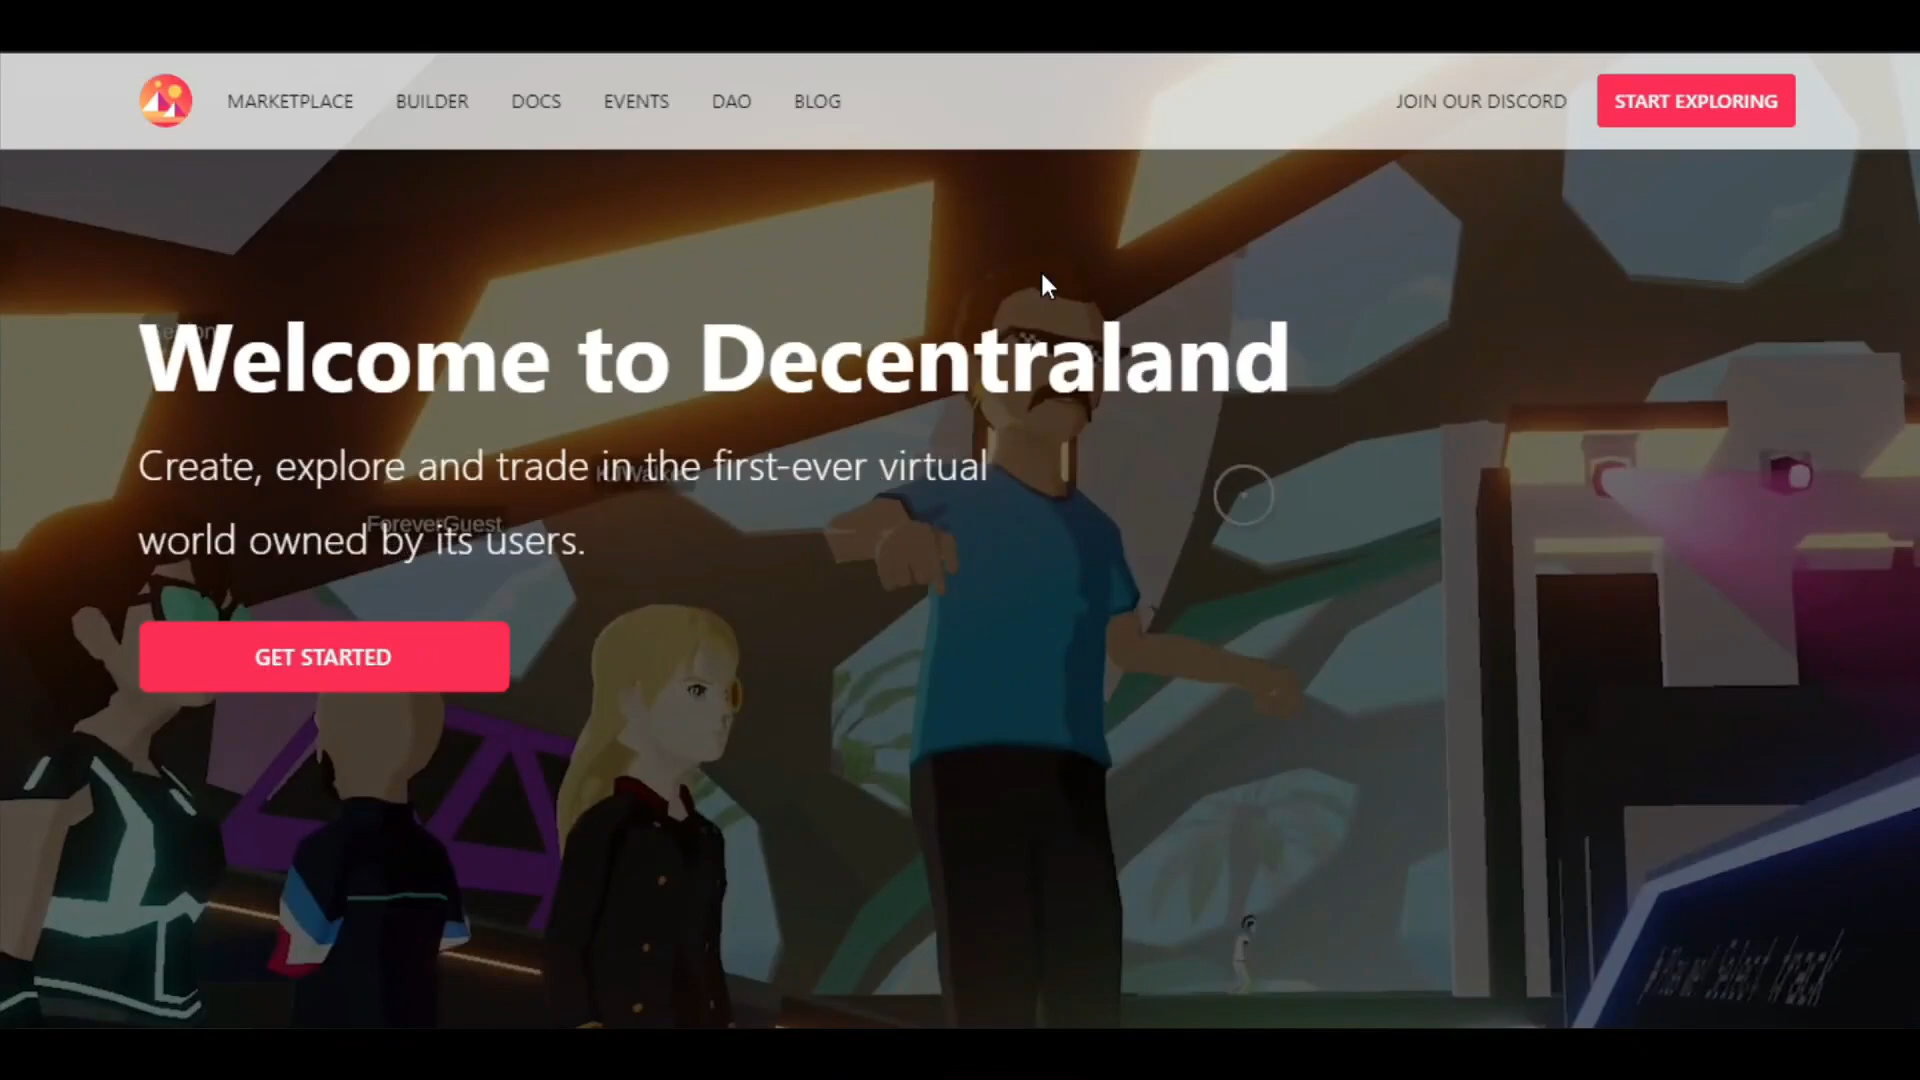 MARKETPLACE BUILDER DOCS EVENTS DAO BLOG JOIN OUR DISCORD START EXPLORING
Welcome to Decentraland
Create, explore and trade in the first-ever virtual
ForeverGuest
world owned by its users.
GET STARTED